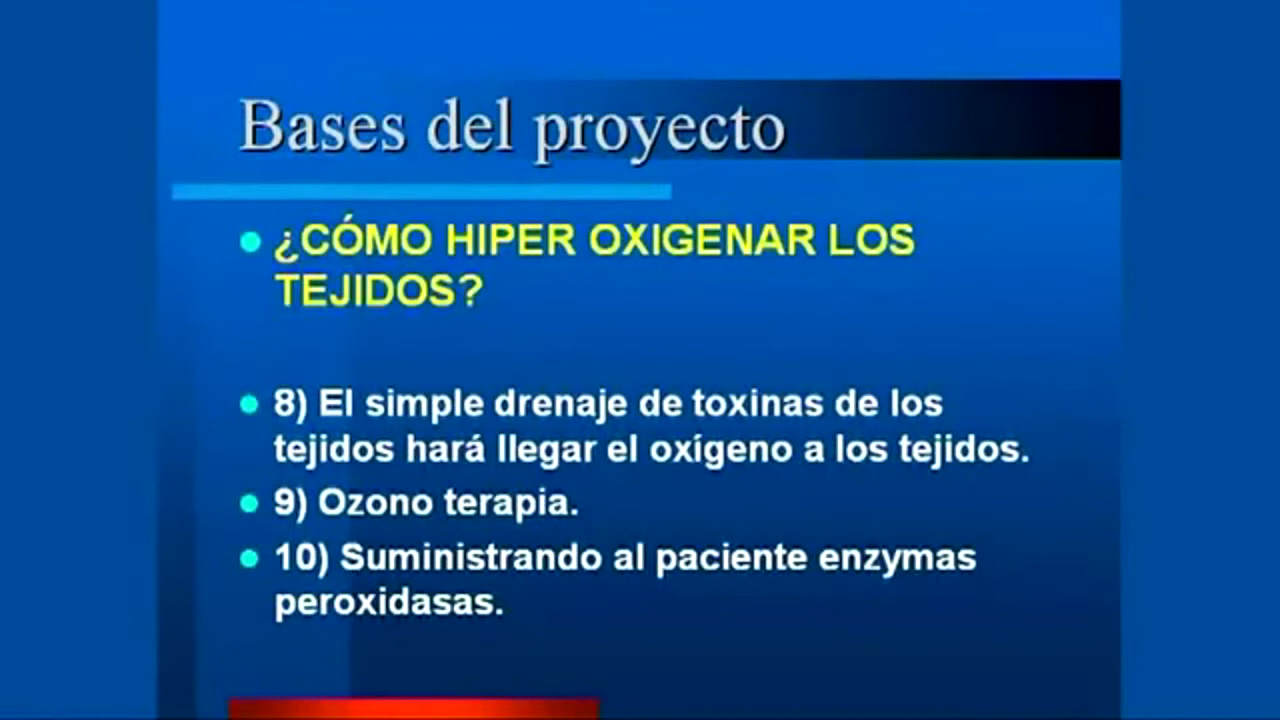 Bases del proyecto
¿CÓMO HIPER OXIGENAR LOS
TEJIDOS?
8) El simple drenaje de toxinas de los
tejidos hará llegar el oxígeno a los tejidos.
9) Ozono terapia.
10) Suministrando al paciente enzymas
peroxidasas.